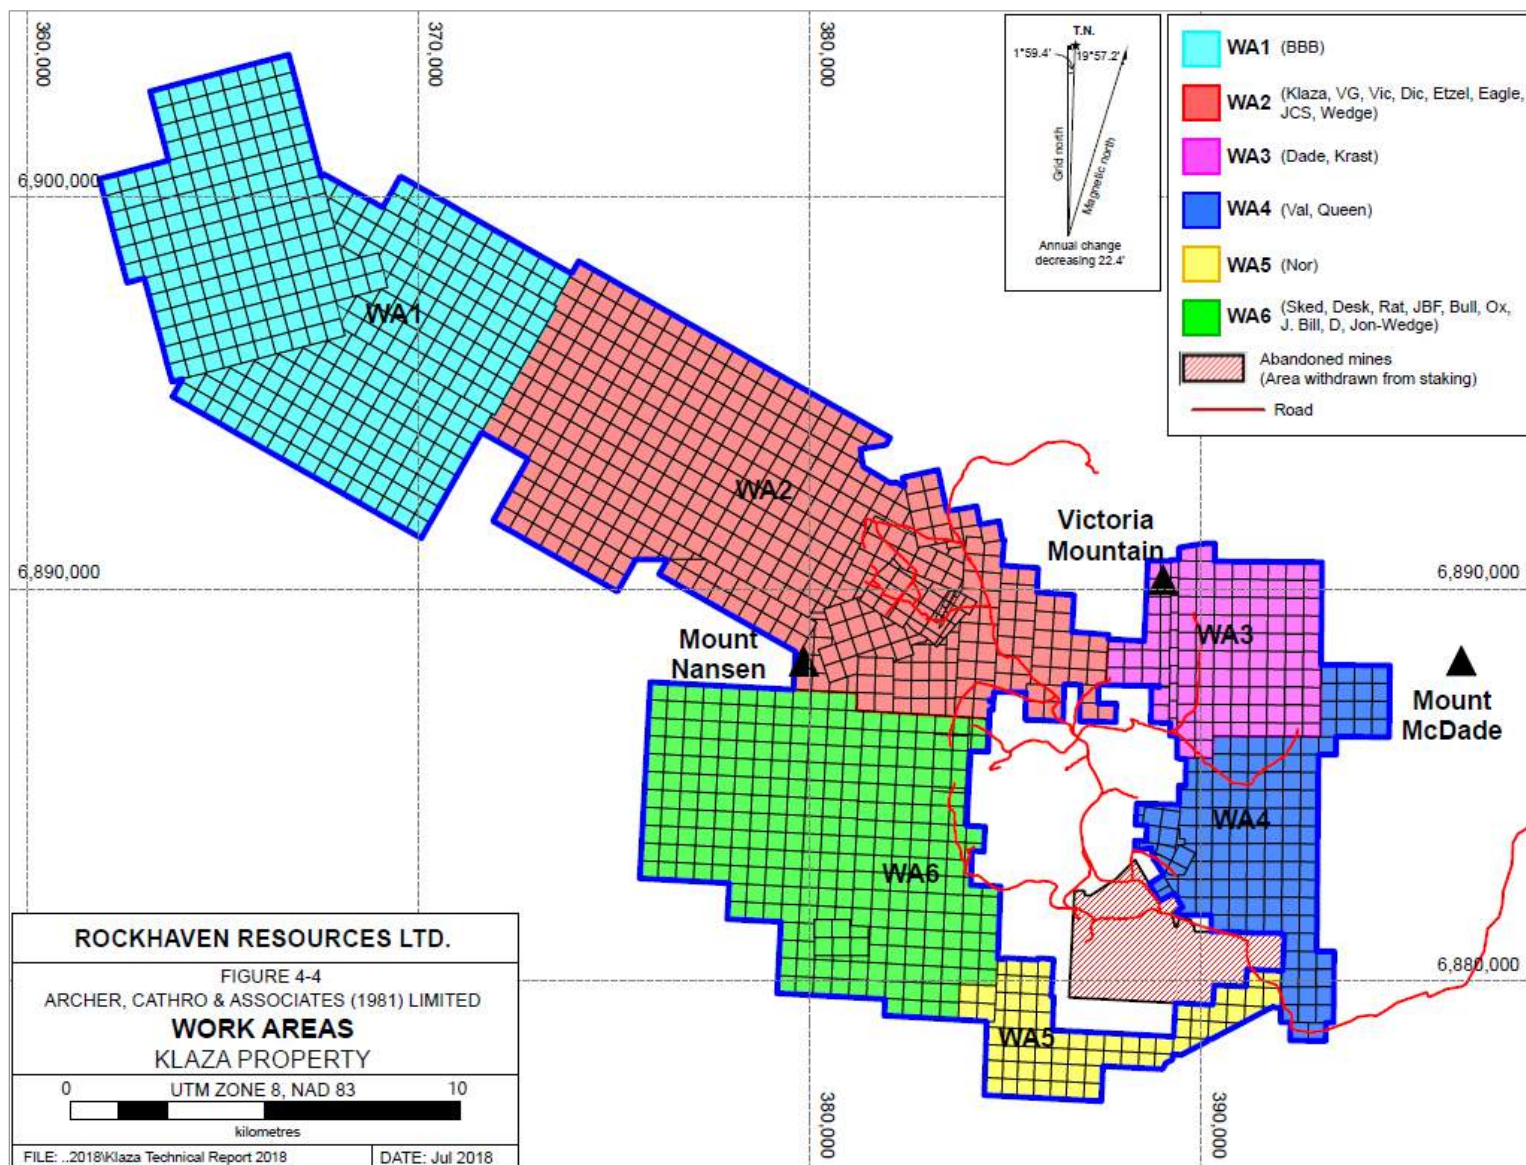 360,000
370,000
380,000
T.N.
1°59.4'
19°57.2'
Grid north
Magnetic north
Annual change
decreasing 22.4'
WA1 (BBB)
WA2 (Klaza, VG, Vic, Dic, Etzel, Eagle,
JCS, Wedge)
WA3 (Dade, Krast)
WA4 (Val, Queen)
WA5 (Nor)
WA6 (Sked, Desk, Rat, JBF, Bull, Ox,
J. Bill, D, Jon-Wedge)
Abandoned mines
(Area withdrawn from staking)
Road
6,900,000
WA1
WA2
Victoria
Mountain
6,890,000
6,890,000
WA3
Mount
Nansen
Mount
McDade
WA4
WA6
6,880,000
WA5
380,000
390,000
ROCKHAVEN RESOURCES LTD.
FIGURE 4-4
ARCHER, CATHRO & ASSOCIATES (1981) LIMITED
WORK AREAS
KLAZA PROPERTY
0 UTM ZONE 8, NAD 83 10
kilometres
FILE: ..2018\Klaza Technical Report 2018
DATE: Jul 2018